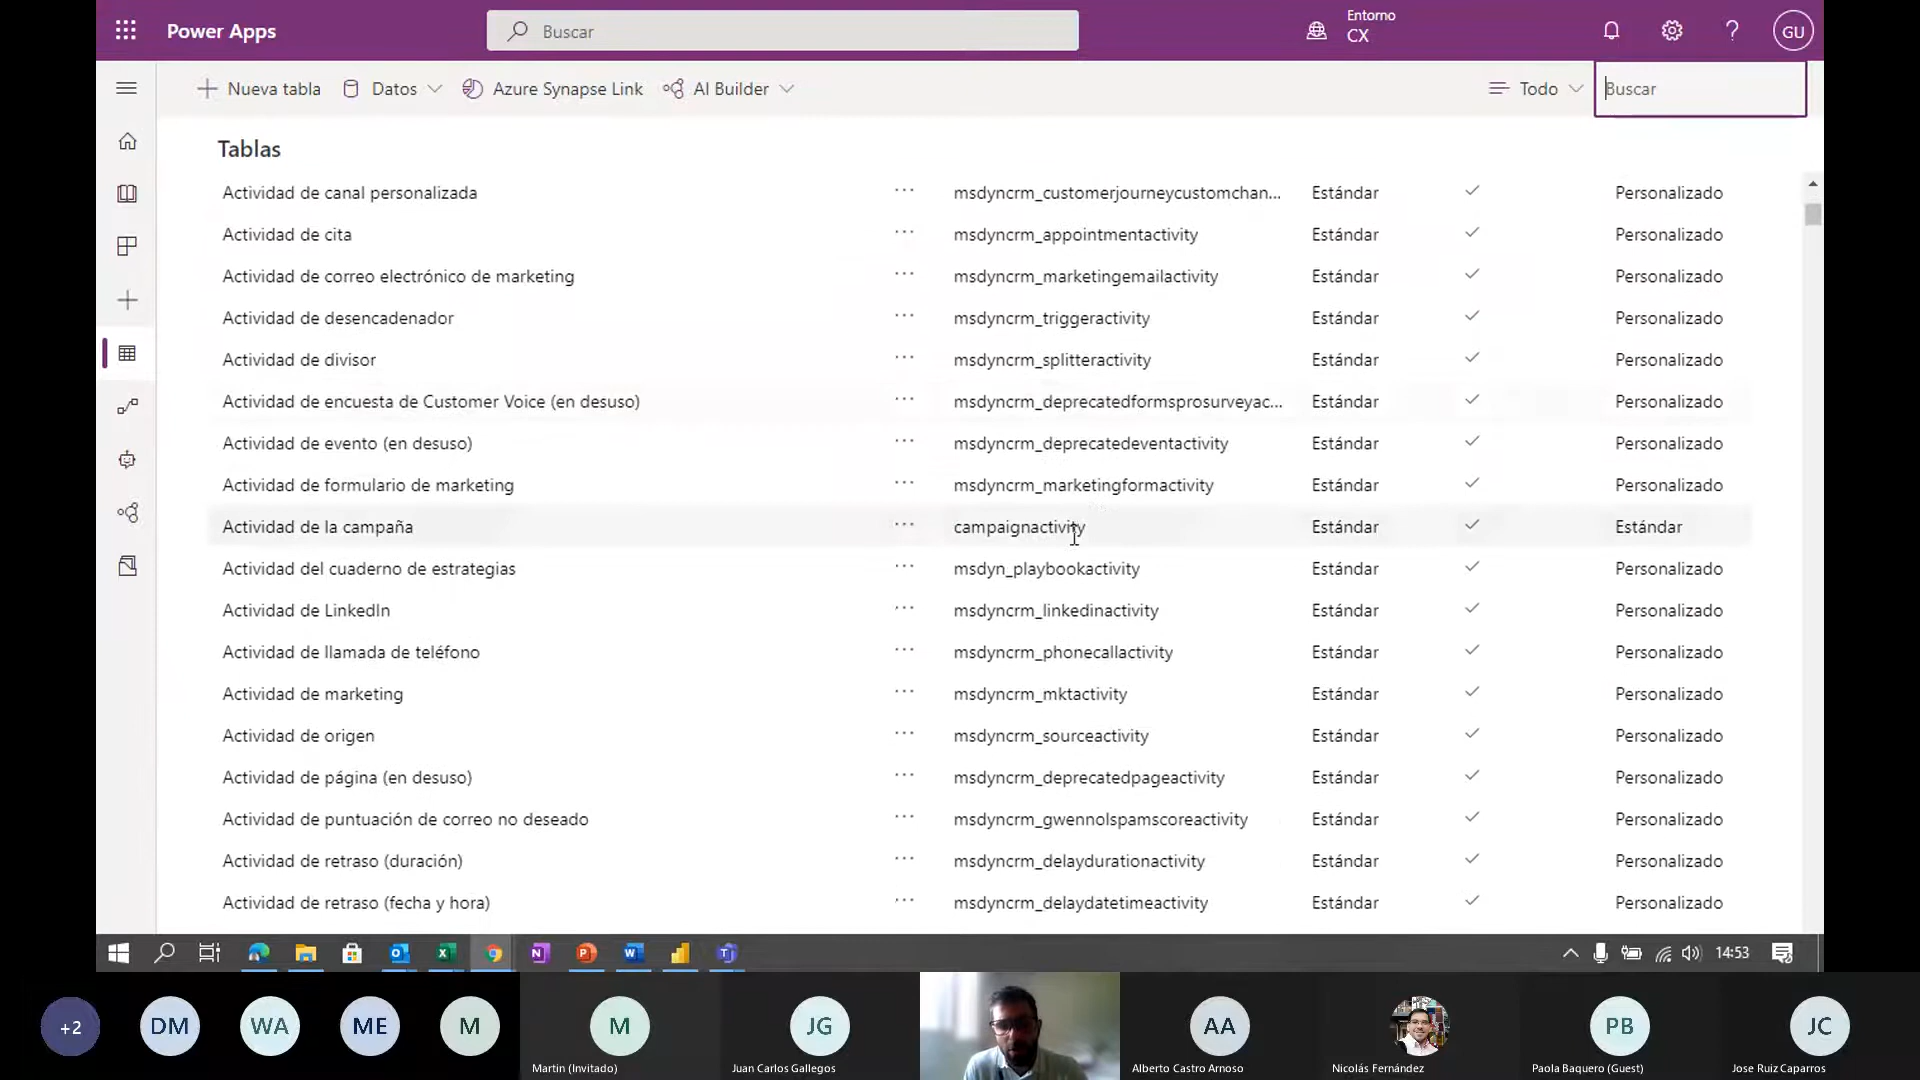 Power Apps
Buscar
Entorno
CX
GU
Nueva tabla
Datos
Azure Synapse Link
AI Builder
Todo
Buscar
Tablas
Actividad de canal personalizada ··· msdyncrm_customerjourneycustomchan... Estándar Personalizado
Actividad de cita ··· msdyncrm_appointmentactivity Estándar Personalizado
Actividad de correo electrónico de marketing ··· msdyncrm_marketingemailactivity Estándar Personalizado
Actividad de desencadenador ··· msdyncrm_triggeractivity Estándar Personalizado
Actividad de divisor ··· msdyncrm_splitteractivity Estándar Personalizado
Actividad de encuesta de Customer Voice (en desuso) ··· msdyncrm_deprecatedformsprosurveyac... Estándar Personalizado
Actividad de evento (en desuso) ··· msdyncrm_deprecatedeventactivity Estándar Personalizado
Actividad de formulario de marketing ··· msdyncrm_marketingformactivity Estándar Personalizado
Actividad de la campaña ··· campaignactivity Estándar Estándar
Actividad del cuaderno de estrategias ··· msdyn_playbookactivity Estándar Personalizado
Actividad de LinkedIn ··· msdyncrm_linkedinactivity Estándar Personalizado
Actividad de llamada de teléfono ··· msdyncrm_phonecallactivity Estándar Personalizado
Actividad de marketing ··· msdyncrm_mktactivity Estándar Personalizado
Actividad de origen ··· msdyncrm_sourceactivity Estándar Personalizado
Actividad de página (en desuso) ··· msdyncrm_deprecatedpageactivity Estándar Personalizado
Actividad de puntuación de correo no deseado ··· msdyncrm_gwennolspamscoreactivity Estándar Personalizado
Actividad de retraso (duración) ··· msdyncrm_delaydurationactivity Estándar Personalizado
Actividad de retraso (fecha y hora) ··· msdyncrm_delaydatetimeactivity Estándar Personalizado
14:53
+2
DM
WA
ME
M
M
JG
AA
PB
JC
Martin (Invitado)
Juan Carlos Gallegos
Alberto Castro Arnoso
Nicolás Fernández
Paola Baquero (Guest)
Jose Ruiz Caparros